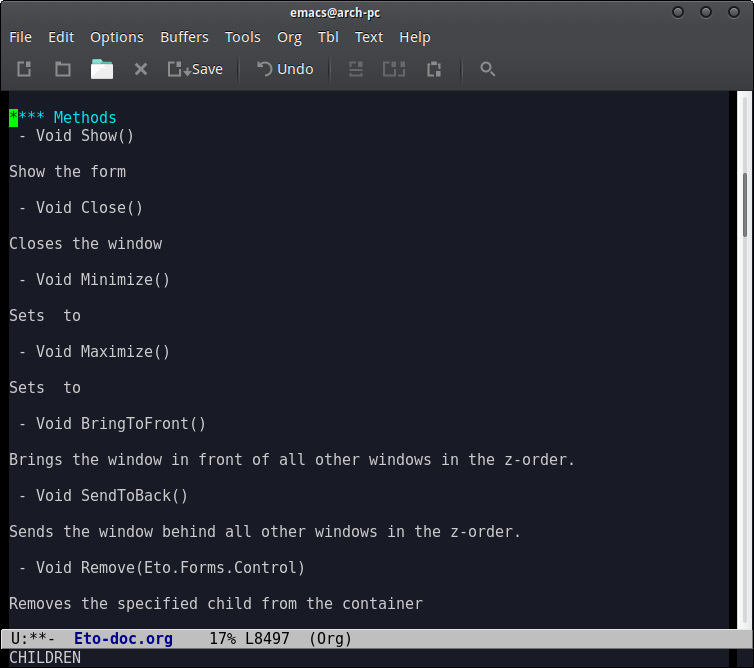 emacs@arch-pc
File Edit Options Buffers Tools Org Tbl Text Help
Save Undo
**** Methods
- Void Show()
Show the form
- Void Close()
Closes the window
- Void Minimize()
Sets  to
- Void Maximize()
Sets  to
- Void BringToFront()
Brings the window in front of all other windows in the z-order.
- Void SendToBack()
Sends the window behind all other windows in the z-order.
- Void Remove(Eto.Forms.Control)
Removes the specified child from the container
U:**-  Eto-doc.org    17% L8497  (Org)
CHILDREN